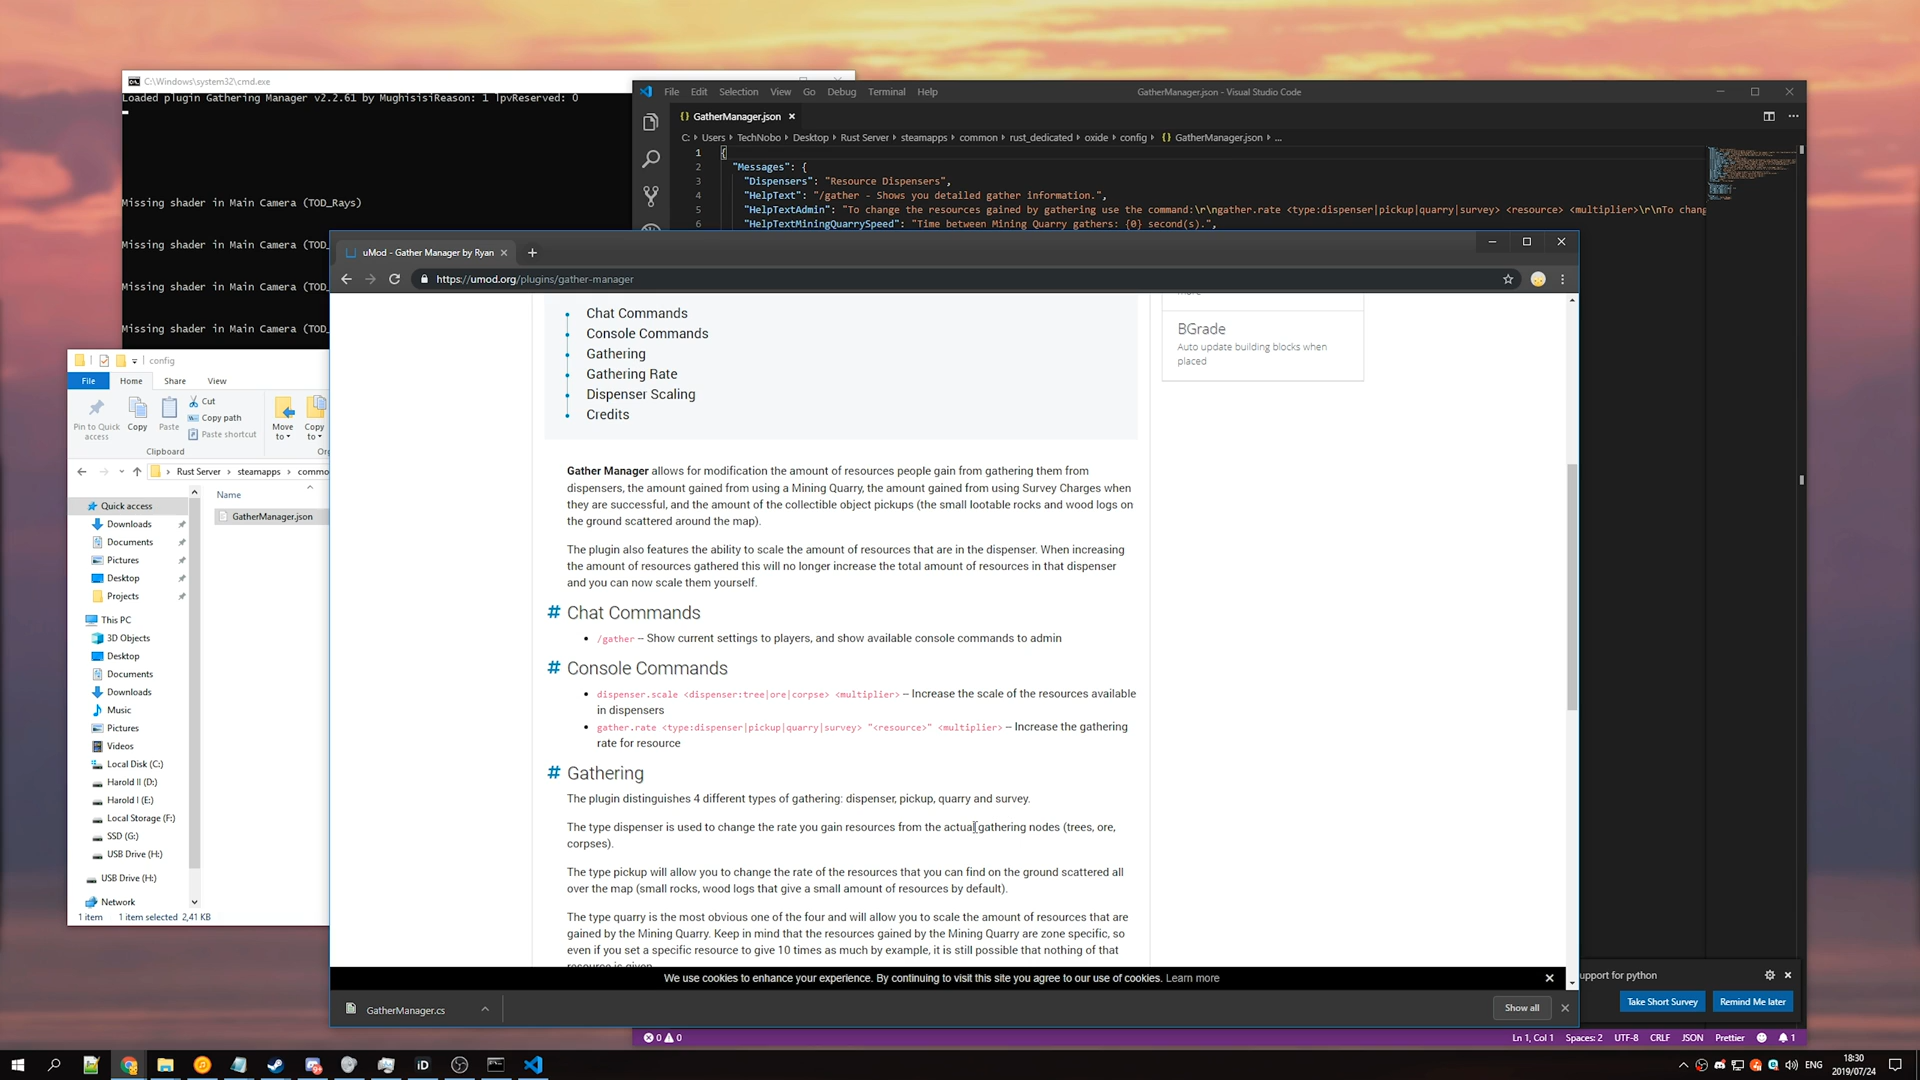 C:\Windows\system32\cmd.exe
Loaded plugin Gathering Manager v2.2.61 by MughisisiReason: 1 IpvReserved: 0
Missing shader in Main Camera (TOD_Rays)
Missing shader in Main Camera (TOD_
Missing shader in Main Camera (TOD_
Missing shader in Main Camera (TOD_
File Edit Selection View Go Debug Terminal Help
GatherManager.json - Visual Studio Code
GatherManager.json
C: Users TechNobo Desktop Rust Server steamapps common rust_dedicated oxide config GatherManager.json ...
1 {
2 "Messages": {
3 "Dispensers": "Resource Dispensers",
4 "HelpText": "/gather - Shows you detailed gather information.",
5 "HelpTextAdmin": "To change the resources gained by gathering use the command:\r\ngather.rate <type:dispenser|pickup|quarry|survey> <resource> <multiplier>\r\nTo chang
6 "HelpTextMiningQuarrySpeed": "Time between Mining Quarry gathers: {0} second(s).",
uMod - Gather Manager by Ryan
https://umod.org/plugins/gather-manager
Chat Commands
Console Commands
Gathering
Gathering Rate
Dispenser Scaling
Credits
BGrade
Auto update building blocks when
placed
Gather Manager allows for modification the amount of resources people gain from gathering them from
dispensers, the amount gained from using a Mining Quarry, the amount gained from using Survey Charges when
they are successful, and the amount of the collectible object pickups (the small lootable rocks and wood logs on
the ground scattered around the map).
The plugin also features the ability to scale the amount of resources that are in the dispenser. When increasing
the amount of resources gathered this will no longer increase the total amount of resources in that dispenser
and you can now scale them yourself.
# Chat Commands
/gather -- Show current settings to players, and show available console commands to admin
# Console Commands
dispenser.scale <dispenser:tree|ore|corpse> <multiplier> -- Increase the scale of the resources available
in dispensers
gather.rate <type:dispenser|pickup|quarry|survey> "<resource>" <multiplier> -- Increase the gathering
rate for resource
# Gathering
The plugin distinguishes 4 different types of gathering: dispenser, pickup, quarry and survey.
The type dispenser is used to change the rate you gain resources from the actual gathering nodes (trees, ore,
corpses).
The type pickup will allow you to change the rate of the resources that you can find on the ground scattered all
over the map (small rocks, wood logs that give a small amount of resources by default).
The type quarry is the most obvious one of the four and will allow you to scale the amount of resources that are
gained by the Mining Quarry. Keep in mind that the resources gained by the Mining Quarry are zone specific, so
even if you set a specific resource to give 10 times as much by example, it is still possible that nothing of that
resource is given.
We use cookies to enhance your experience. By continuing to visit this site you agree to our use of cookies. Learn more
GatherManager.cs
Show all
config
File Home Share View
Pin to Quick access
Copy
Paste
Cut
Copy path
Paste shortcut
Move to
Copy to
Clipboard
Org
Rust Server steamapps commo
Name
GatherManager.json
Quick access
Downloads
Documents
Pictures
Desktop
Projects
This PC
3D Objects
Desktop
Documents
Downloads
Music
Pictures
Videos
Local Disk (C:)
Harold II (D:)
Harold I (E:)
Local Storage (F:)
SSD (G:)
USB Drive (H:)
USB Drive (H:)
Network
1 item 1 item selected 2,41 KB
upport for python
Take Short Survey
Remind Me later
0 0
Ln 1, Col 1 Spaces: 2 UTF-8 CRLF JSON Prettier 1
ENG
18:30
2019/07/24